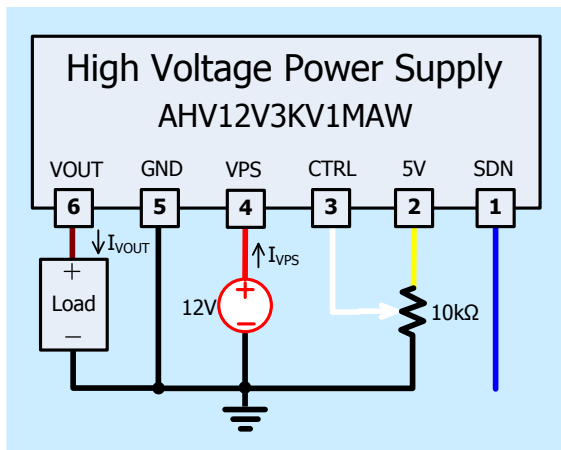 High Voltage Power Supply
AHV12V3KV1MAW
VOUT GND VPS CTRL 5V SDN
6 5 4 3 2 1
+ IVOUT IVPS
Load
12V + −
10kΩ
−